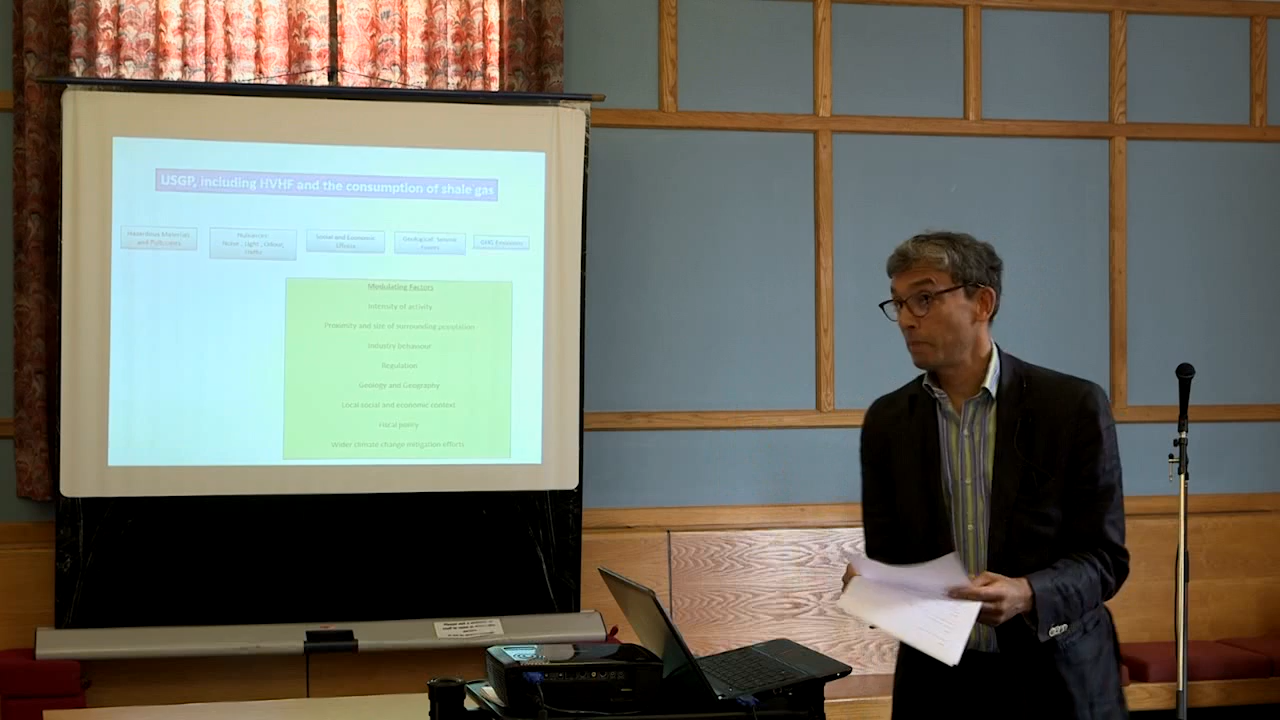 IJSGP, including HVHF and the consumption of shale gas
Hazardous Materials
and Pollutants
Nuisances
Noise , Light , Odour,
traffic
Social and Economic
Effects
Geological: Seismic
GHG Emissions
Modulating Factors
Intensity of activity
Proximity and size of surrounding population
Industry behaviour
Regulation
Geology and Geography
Local social and economic context
Fiscal policy
Wider climate change mitigation efforts